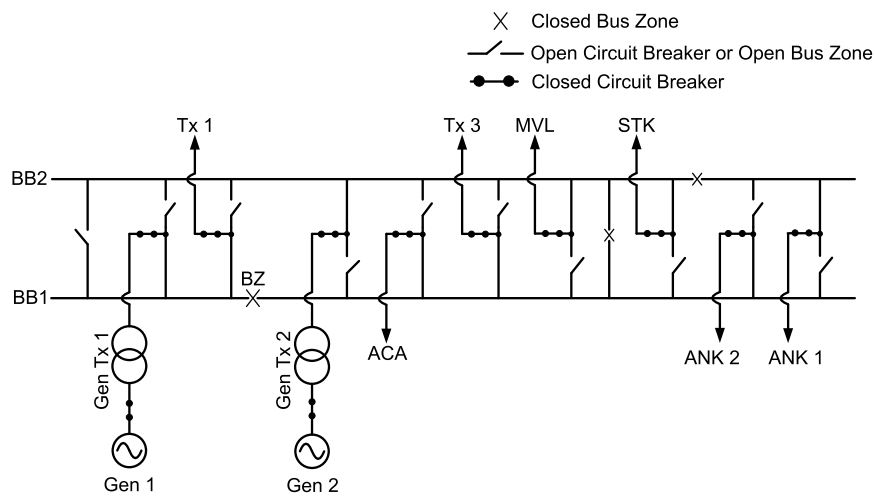 Closed Bus Zone
Open Circuit Breaker or Open Bus Zone
Closed Circuit Breaker
Tx 1
Tx 3
MVL
STK
BB2
BZ
BB1
Gen Tx 1
Gen Tx 2
ACA
ANK 2
ANK 1
Gen 1
Gen 2